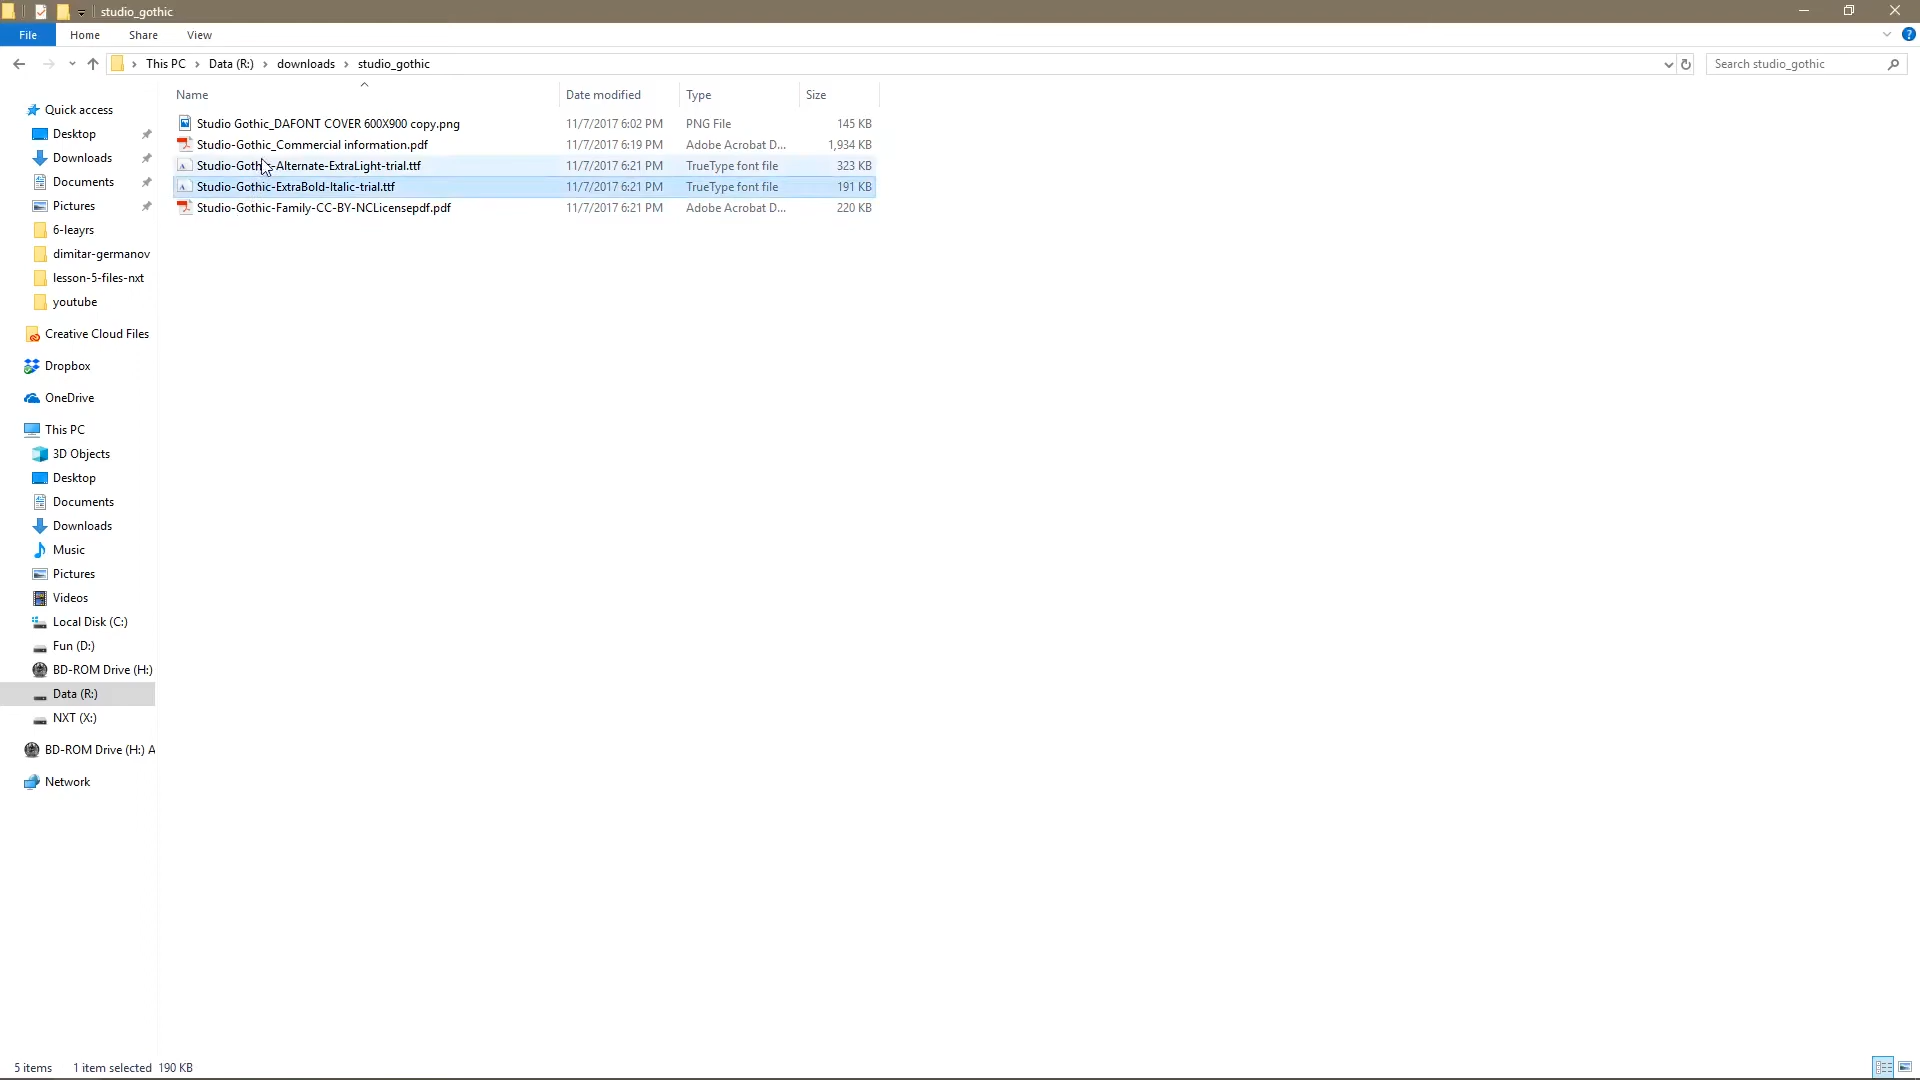 studio_gothic
File Home Share View
This PC Data (R:) downloads studio_gothic
Search studio_gothic
Name Date modified Type Size
Studio Gothic_DAFONT COVER 600X900 copy.png 11/7/2017 6:02 PM PNG File 145 KB
Studio-Gothic_Commercial information.pdf 11/7/2017 6:19 PM Adobe Acrobat D... 1,934 KB
Studio-Gothic-Alternate-ExtraLight-trial.ttf 11/7/2017 6:21 PM TrueType font file 323 KB
Studio-Gothic-ExtraBold-Italic-trial.ttf 11/7/2017 6:21 PM TrueType font file 191 KB
Studio-Gothic-Family-CC-BY-NCLicensepdf.pdf 11/7/2017 6:21 PM Adobe Acrobat D... 220 KB
Quick access
Desktop
Downloads
Documents
Pictures
6-leayrs
dimitar-germanov
lesson-5-files-nxt
youtube
Creative Cloud Files
Dropbox
OneDrive
This PC
3D Objects
Desktop
Documents
Downloads
Music
Pictures
Videos
Local Disk (C:)
Fun (D:)
BD-ROM Drive (H:)
Data (R:)
NXT (X:)
BD-ROM Drive (H:) A
Network
5 items 1 item selected 190 KB